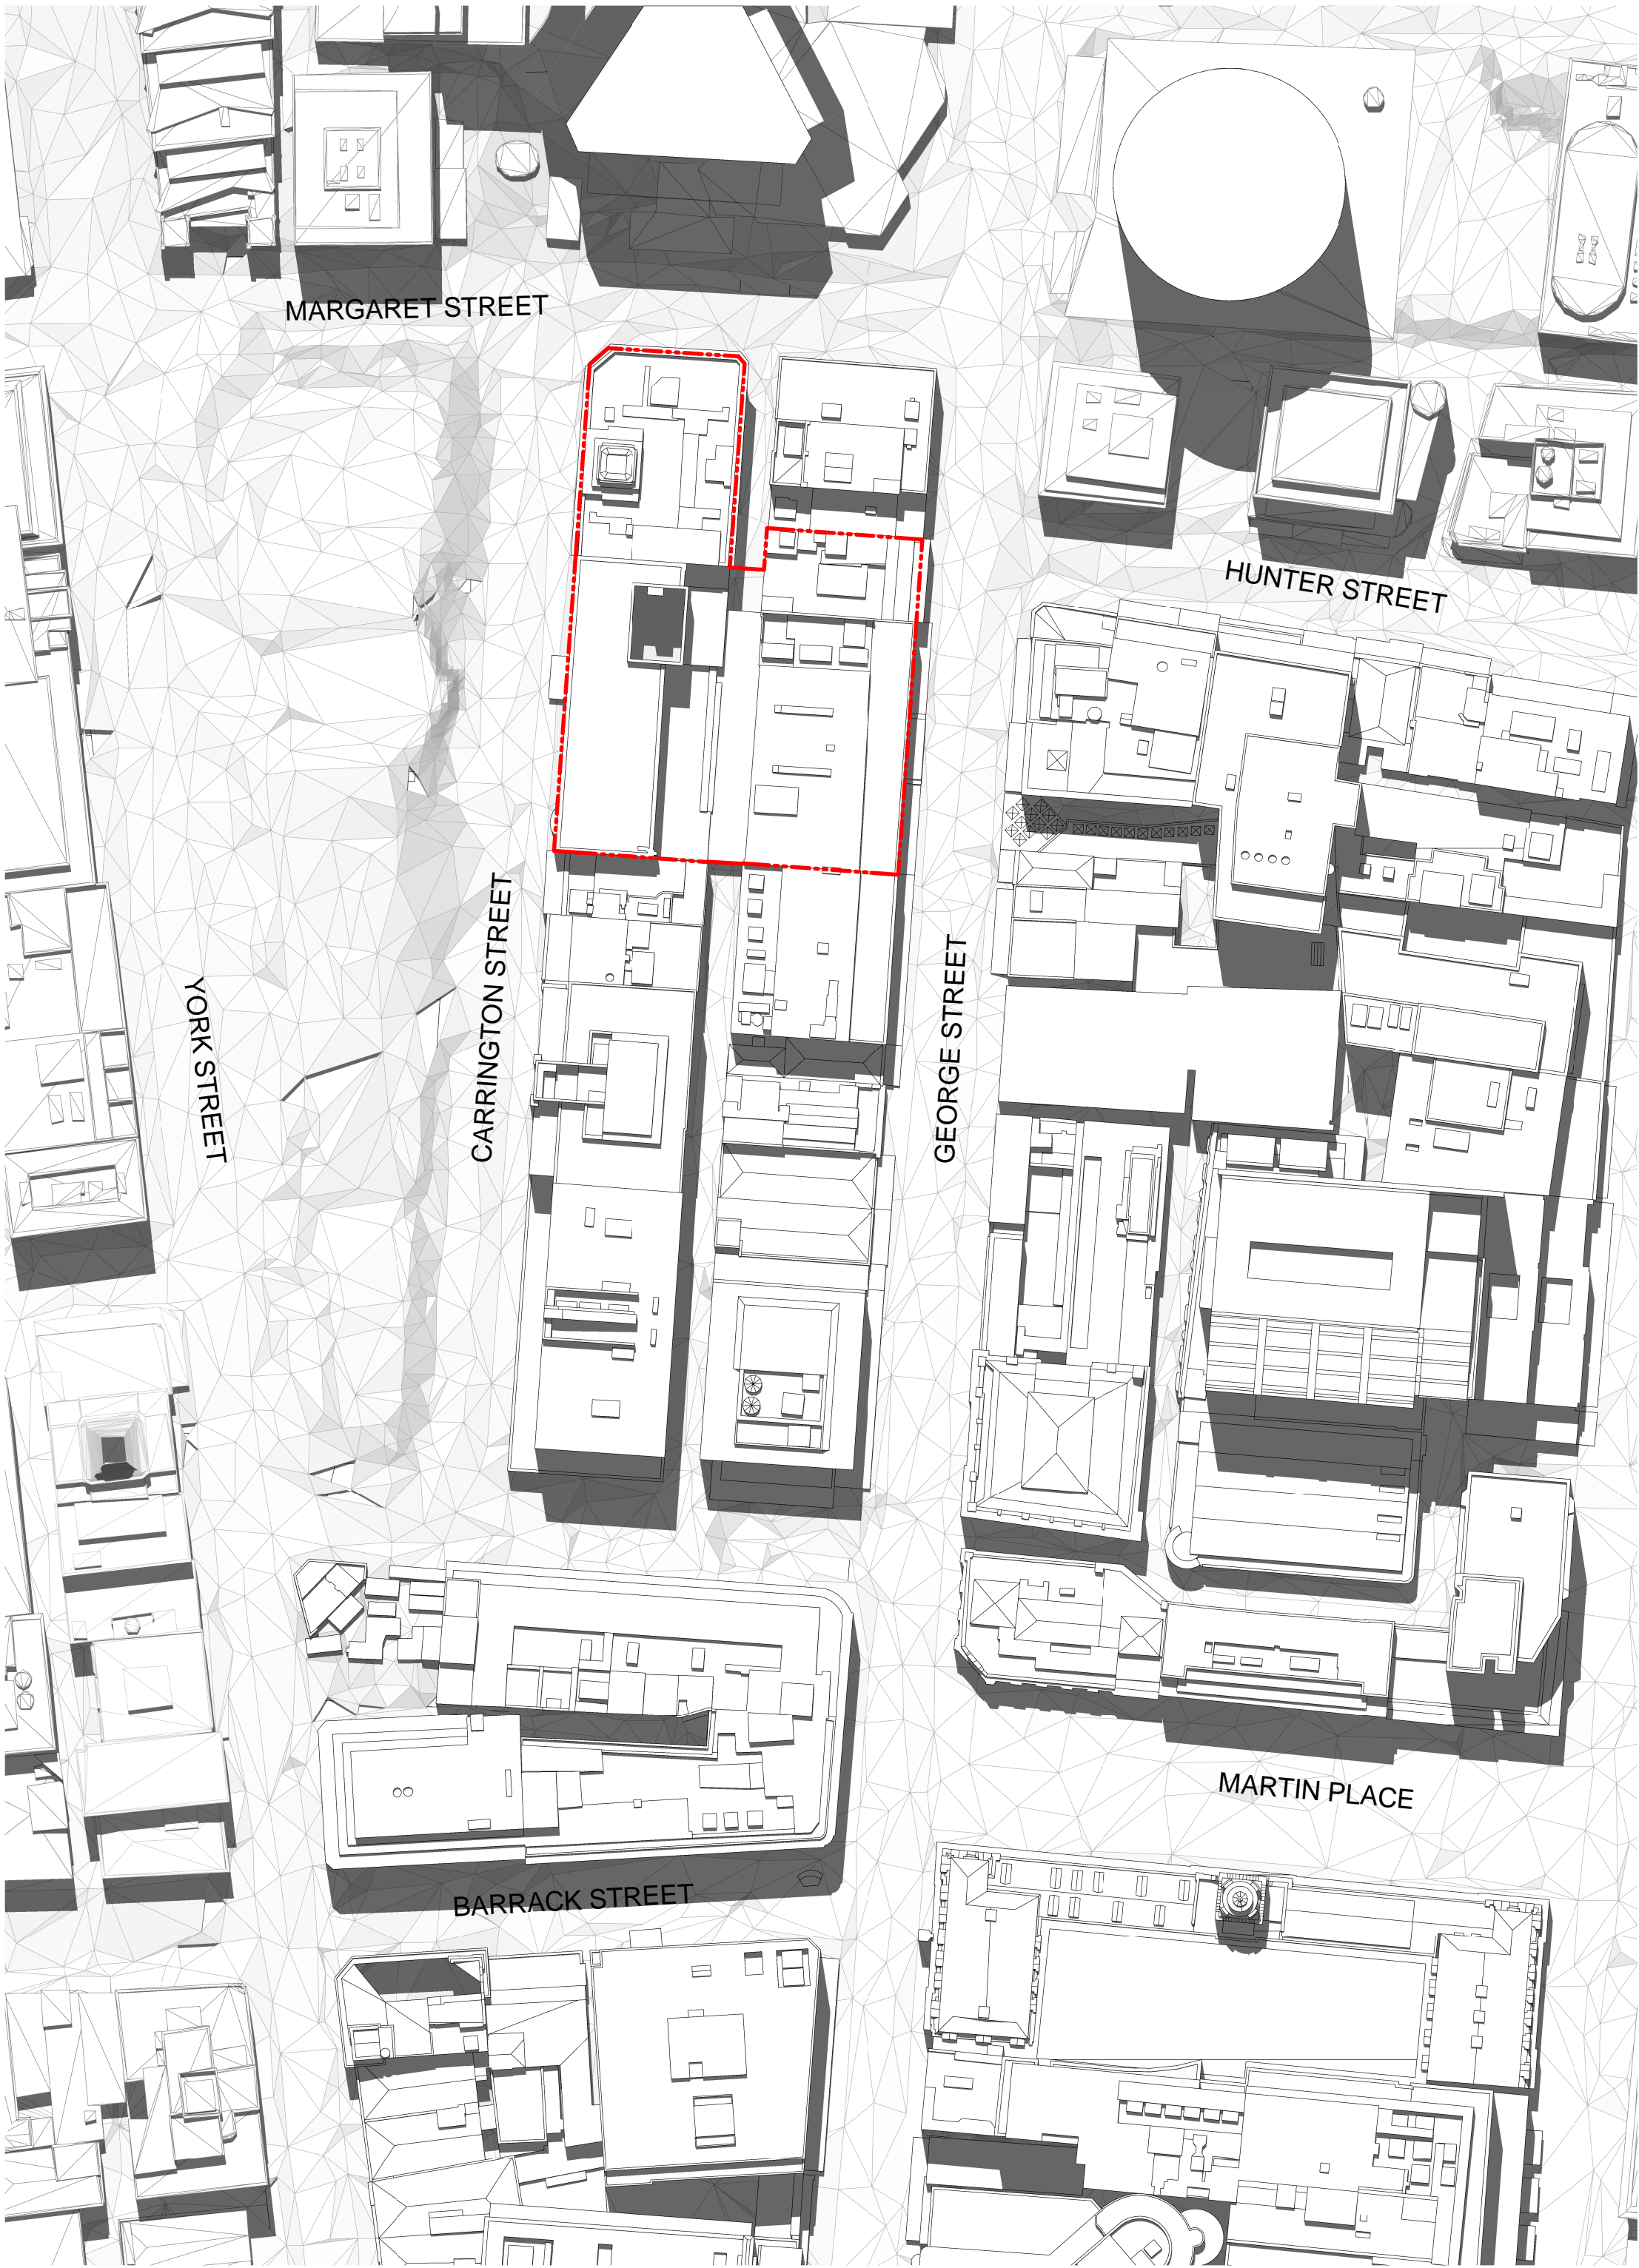 MARGARET STREET
HUNTER STREET
CARRINGTON STREET
GEORGE STREET
YORK STREET
MARTIN PLACE
BARRACK STREET